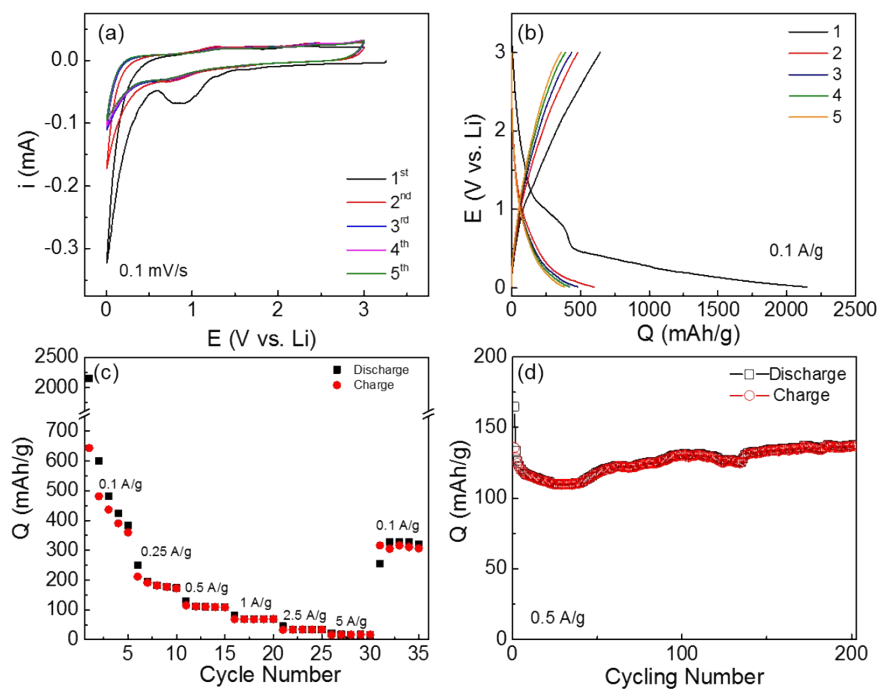 (a)
0.0
-0.1
-0.2
-0.3
i (mA)
1st
2nd
3rd
4th
5th
0.1 mV/s
0 1 2 3
E (V vs. Li)
(b)
3
2
1
0
E (V vs. Li)
1
2
3
4
5
0.1 A/g
0 500 1000 1500 2000 2500
Q (mAh/g)
(c)
2500
2000
700
600
500
400
300
200
100
0
Q (mAh/g)
Discharge
Charge
0.1 A/g
0.25 A/g
0.5 A/g
1 A/g
2.5 A/g
5 A/g
0.1 A/g
5 10 15 20 25 30 35
Cycle Number
(d)
200
150
100
50
0
Q (mAh/g)
Discharge
Charge
0.5 A/g
0 100 200
Cycling Number